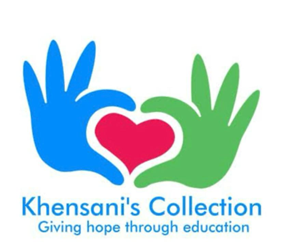 Khensani's Collection
Giving hope through education